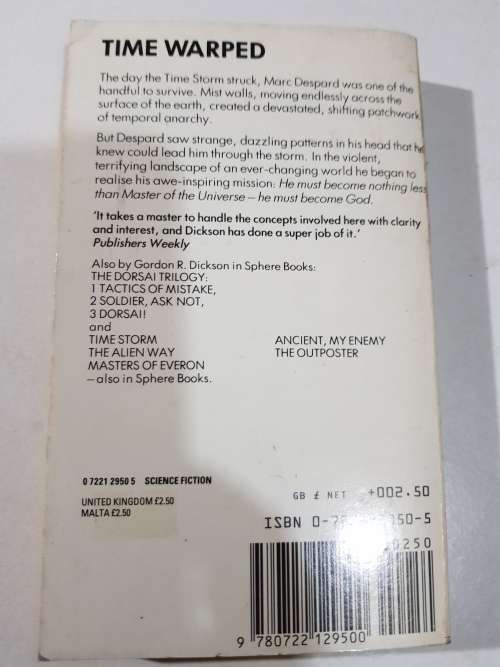 TIME WARPED
The day the Time Storm struck, Marc Despard was one of the
handful to survive. Mist walls, moving endlessly across the
surface of the earth, created a devastated, shifting patchwork
of temporal anarchy.
But Despard saw strange, dazzling patterns in his head that he
knew could lead him through the storm. In the violent,
terrifying landscape of an ever-changing world he began to
realise his awe-inspiring mission: He must become nothing less
than Master of the Universe – he must become God.
'It takes a master to handle the concepts involved here with clarity
and interest, and Dickson has done a super job of it.'
Publishers Weekly
Also by Gordon R. Dickson in Sphere Books:
THE DORSAI TRILOGY:
1 TACTICS OF MISTAKE,
2 SOLDIER, ASK NOT,
3 DORSAI!
and
TIME STORM ANCIENT, MY ENEMY
THE ALIEN WAY THE OUTPOSTER
MASTERS OF EVERON
– also in Sphere Books.
0 7221 2950 5 SCIENCE FICTION
UNITED KINGDOM £2.50
MALTA £2.50
GB £ NET +002.50
ISBN 0-7 50-5
0250
9 780722 129500